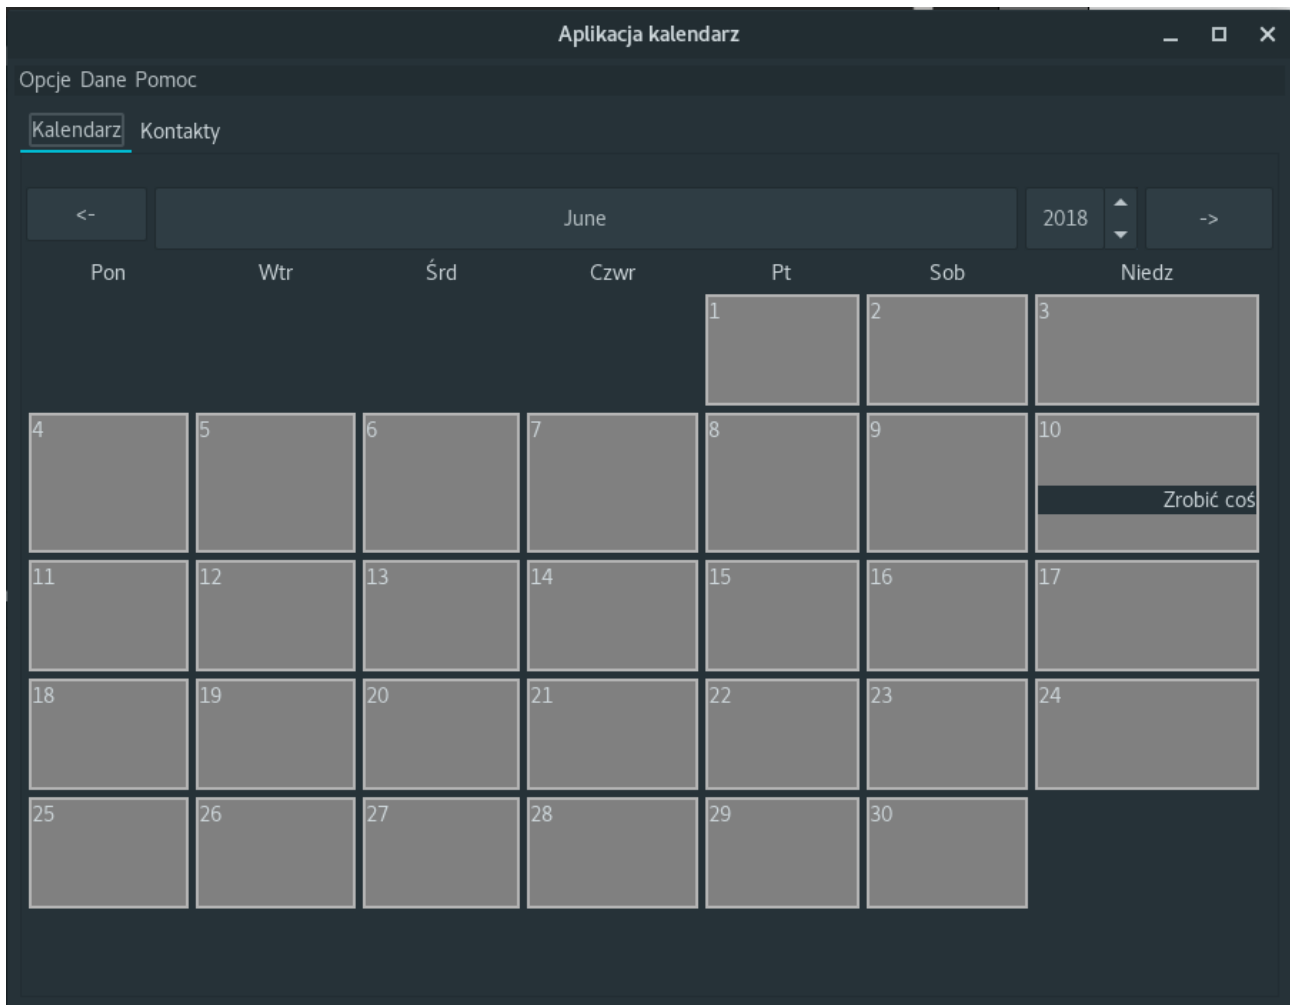 Aplikacja kalendarz
Opcje Dane Pomoc
Kalendarz Kontakty
<- June 2018 ->
Pon Wtr Śrd Czwr Pt Sob Niedz
1 2 3
4 5 6 7 8 9 10
Zrobić coś
11 12 13 14 15 16 17
18 19 20 21 22 23 24
25 26 27 28 29 30